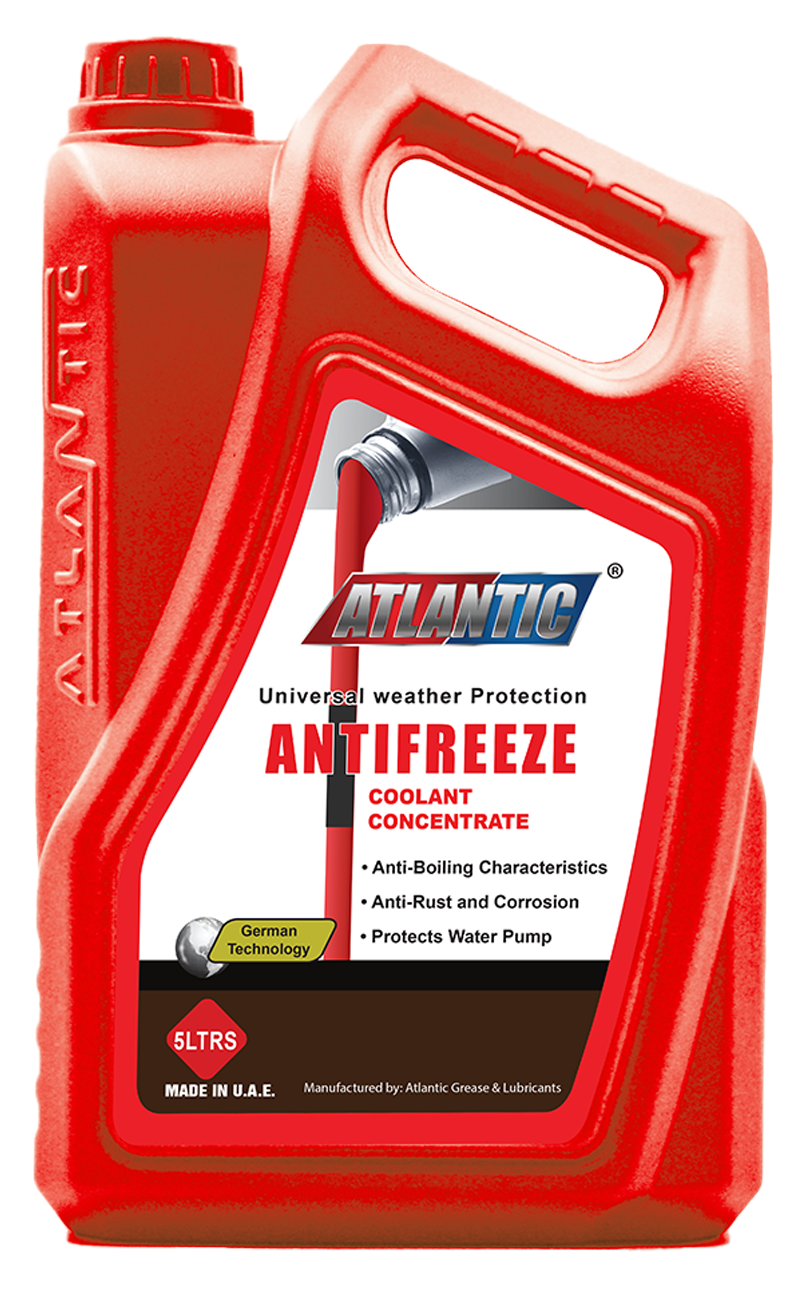 ATLANTIC
ATLANTIC ®
Universal weather Protection
ANTIFREEZE
COOLANT
CONCENTRATE
• Anti-Boiling Characteristics
• Anti-Rust and Corrosion
• Protects Water Pump
German
Technology
5LTRS
MADE IN U.A.E.
Manufactured by: Atlantic Grease & Lubricants